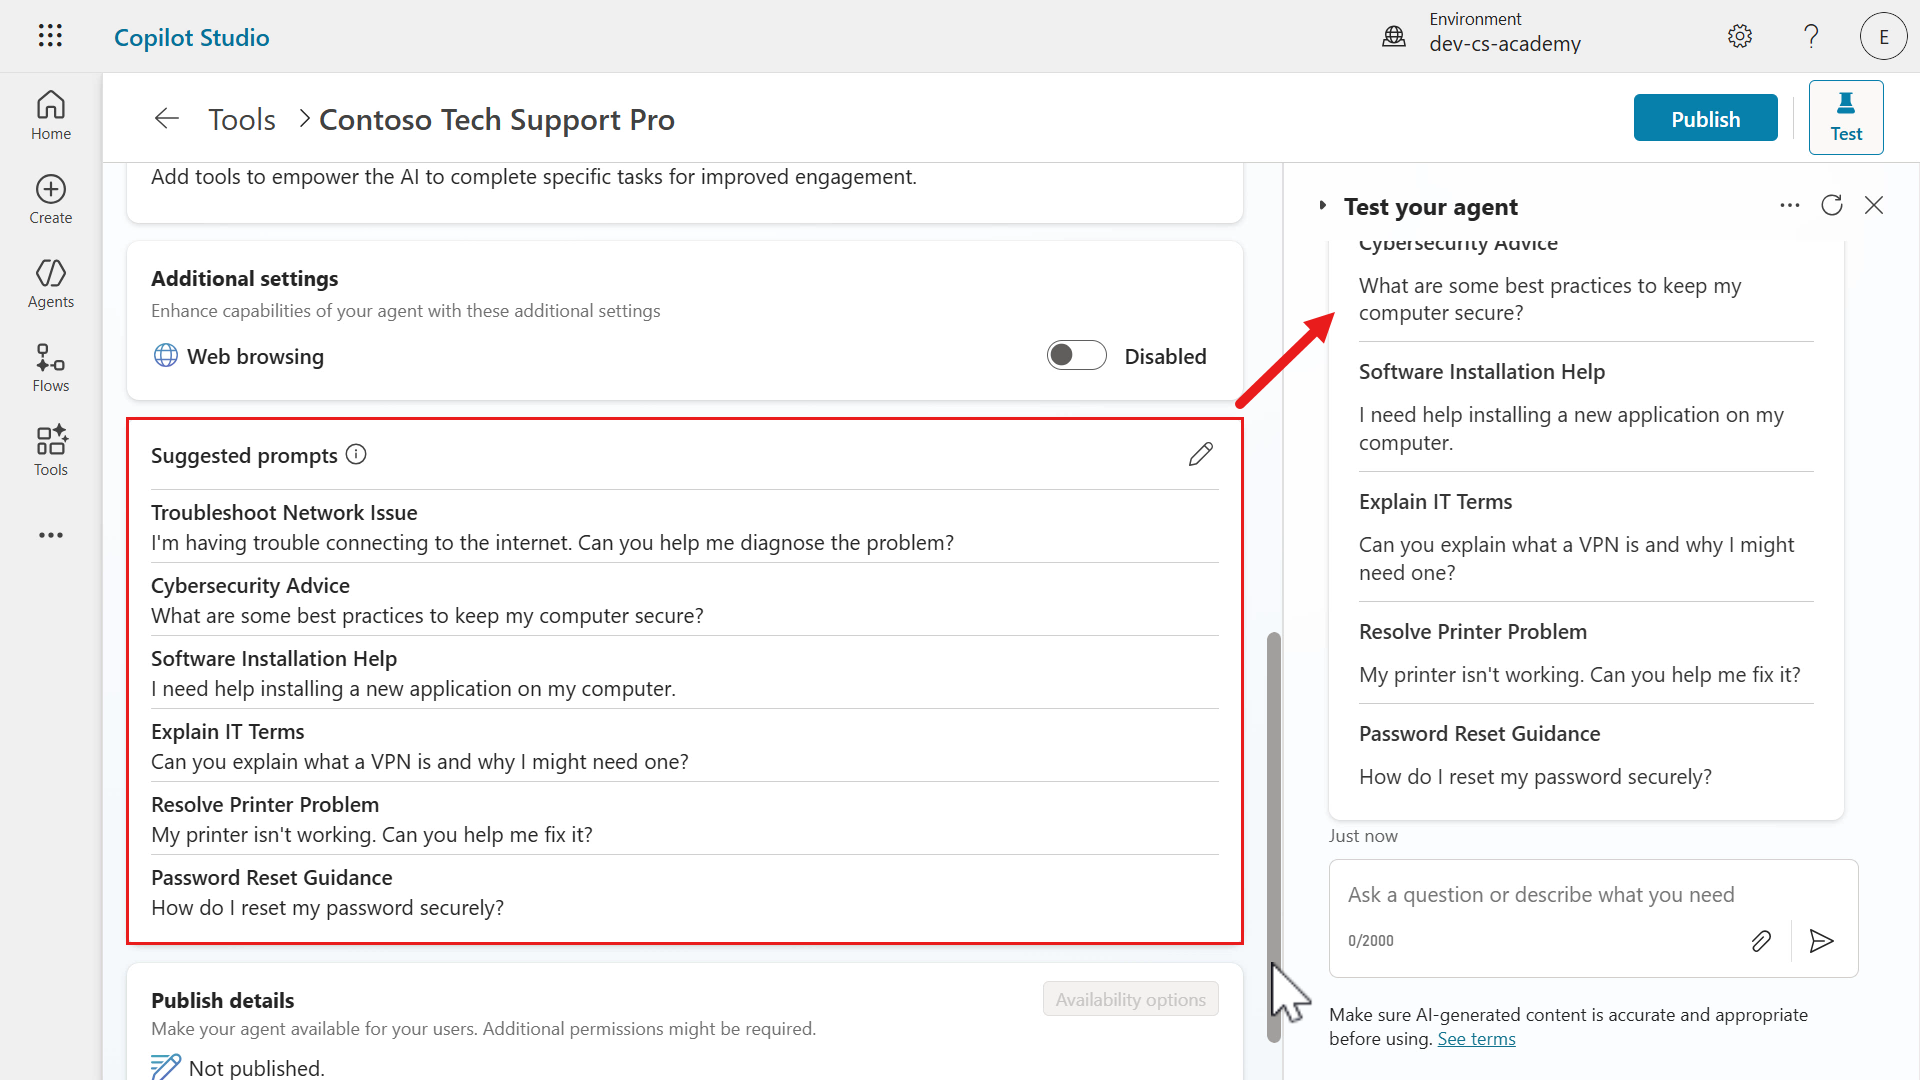 Copilot Studio
Environment
dev-cs-academy
E
Home
Create
Agents
Flows
Tools
Tools
Contoso Tech Support Pro
Publish
Test
Add tools to empower the AI to complete specific tasks for improved engagement.
Additional settings
Enhance capabilities of your agent with these additional settings
Web browsing
Disabled
Suggested prompts
Troubleshoot Network Issue
I'm having trouble connecting to the internet. Can you help me diagnose the problem?
Cybersecurity Advice
What are some best practices to keep my computer secure?
Software Installation Help
I need help installing a new application on my computer.
Explain IT Terms
Can you explain what a VPN is and why I might need one?
Resolve Printer Problem
My printer isn't working. Can you help me fix it?
Password Reset Guidance
How do I reset my password securely?
Publish details
Availability options
Make your agent available for your users. Additional permissions might be required.
Not published.
Test your agent
Cybersecurity Advice
What are some best practices to keep my
computer secure?
Software Installation Help
I need help installing a new application on my
computer.
Explain IT Terms
Can you explain what a VPN is and why I might
need one?
Resolve Printer Problem
My printer isn't working. Can you help me fix it?
Password Reset Guidance
How do I reset my password securely?
Just now
Ask a question or describe what you need
0/2000
Make sure AI-generated content is accurate and appropriate
before using. See terms